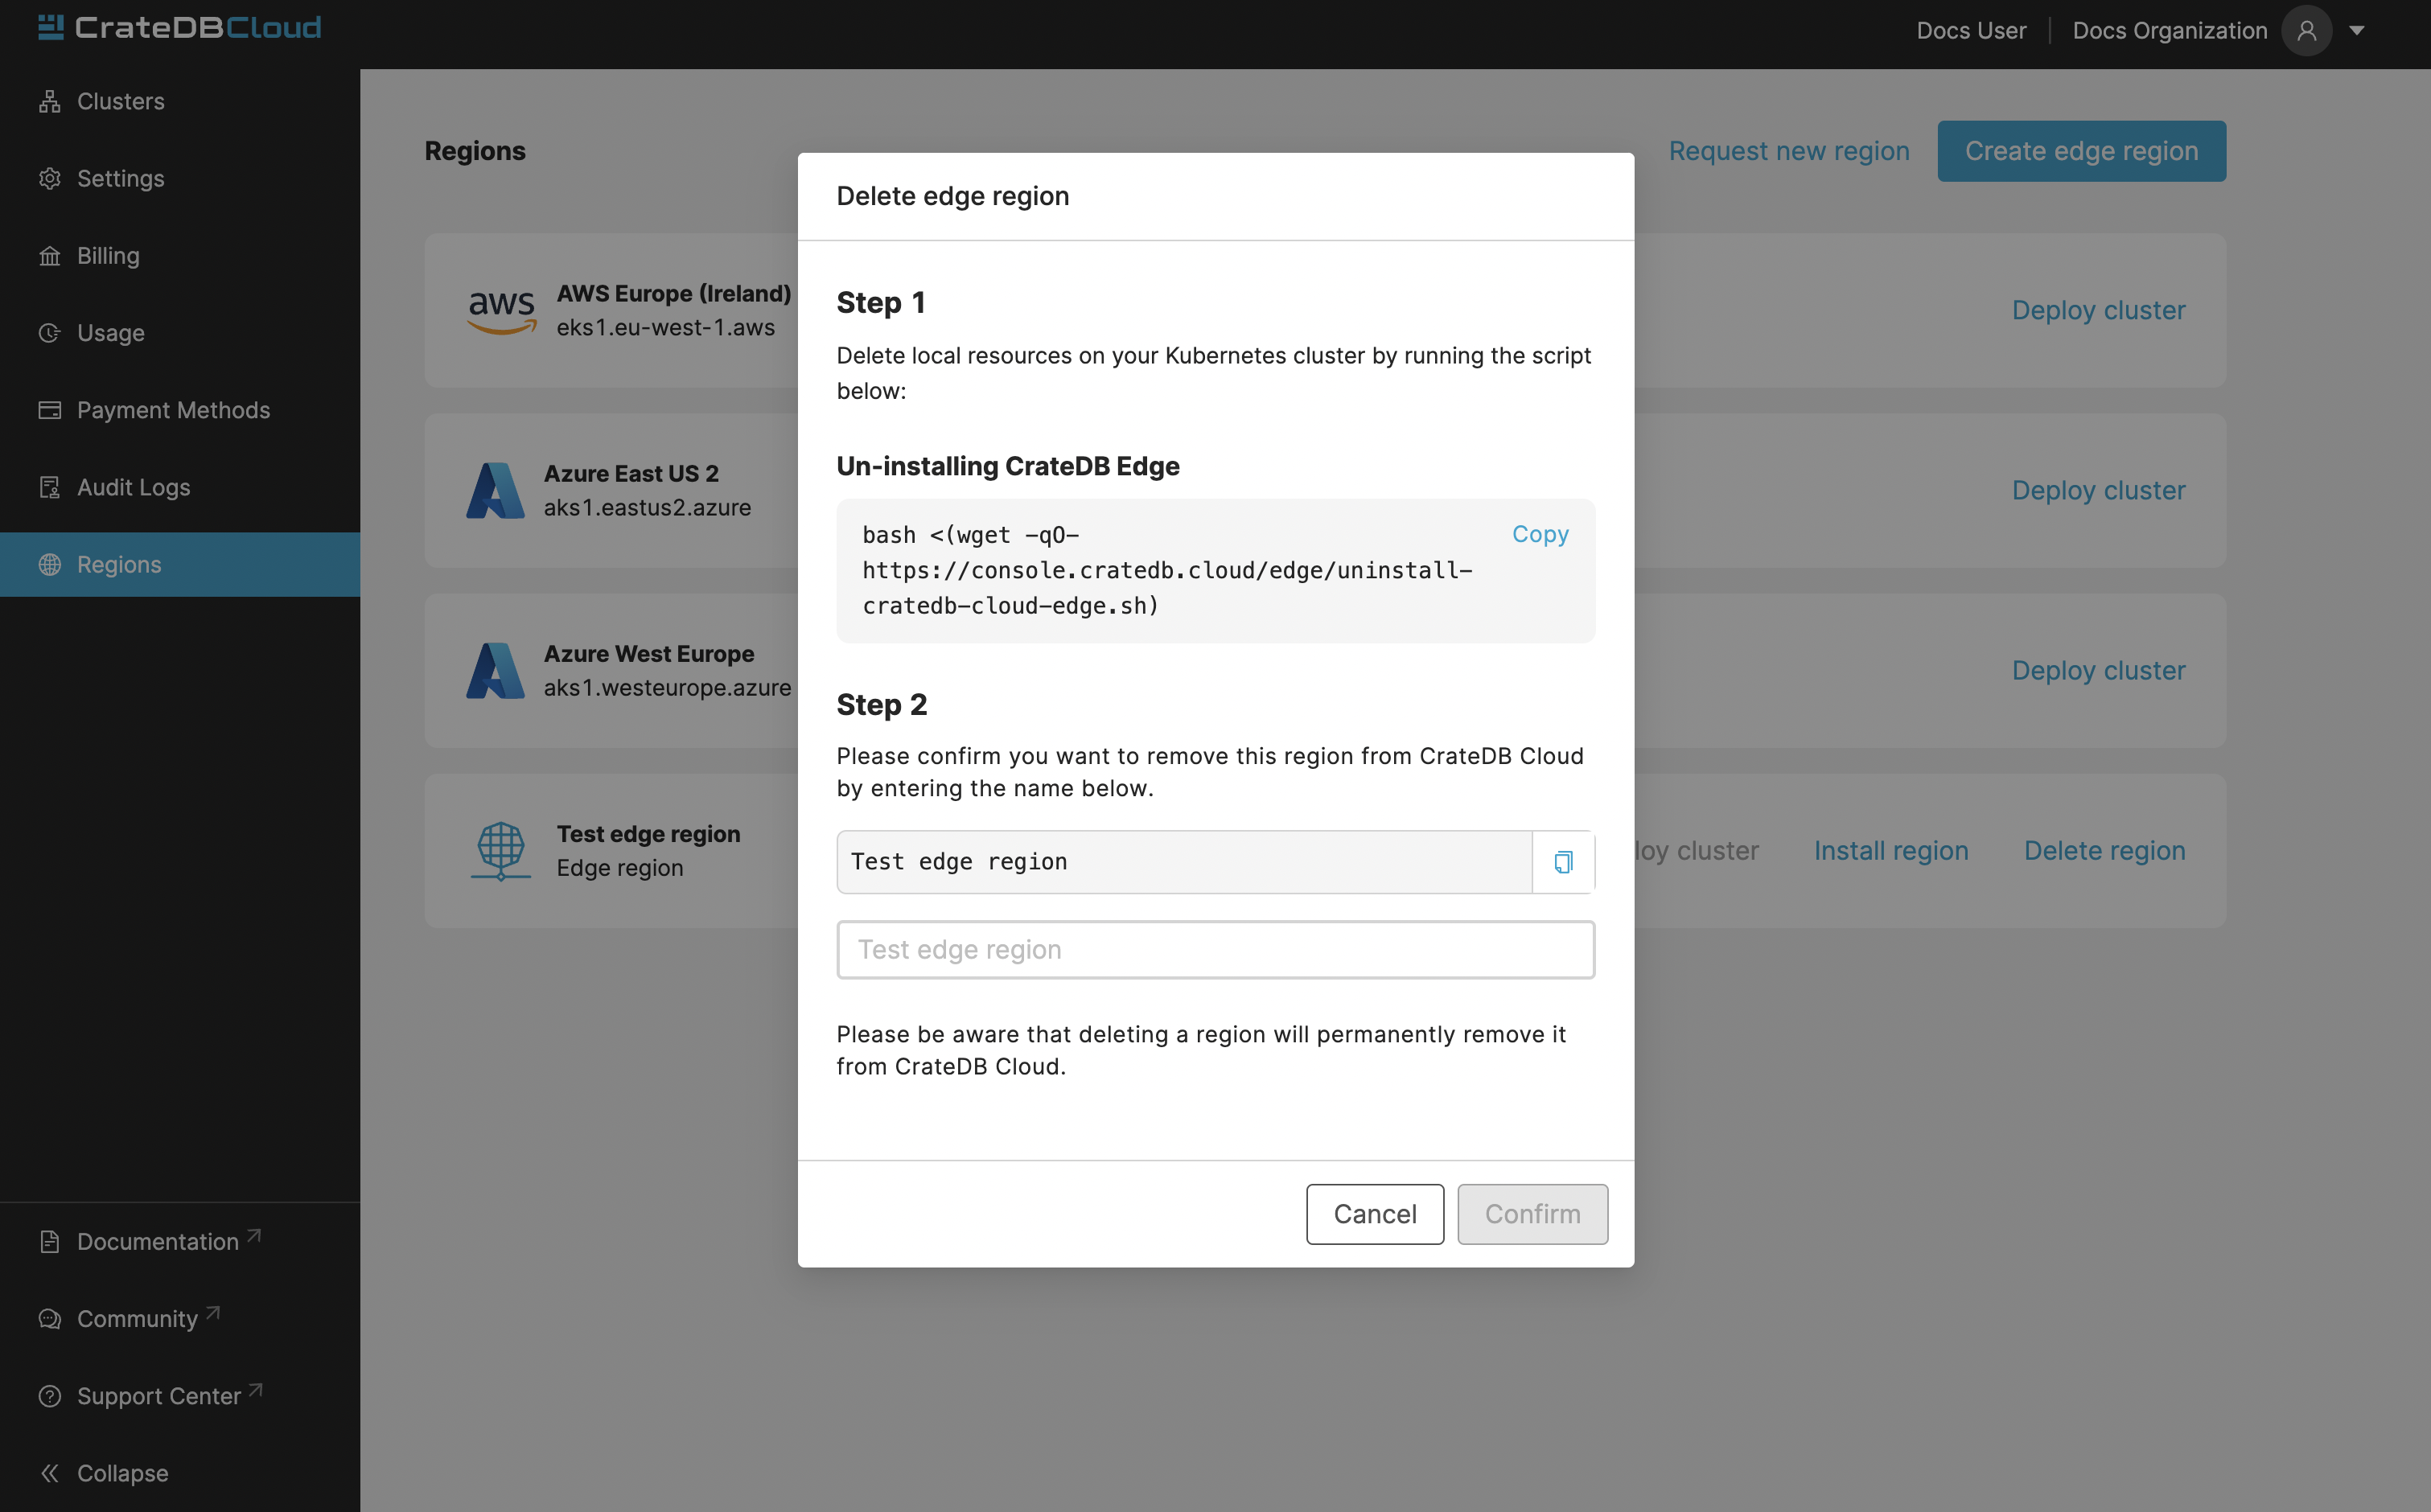 CrateDBCloud
Docs User
Docs Organization
Clusters
Settings
Billing
Usage
Payment Methods
Audit Logs
Regions
Documentation
Community
Support Center
Collapse
Regions
Request new region
Create edge region
aws
AWS Europe (Ireland)
eks1.eu-west-1.aws
Deploy cluster
Azure East US 2
aks1.eastus2.azure
Deploy cluster
Azure West Europe
aks1.westeurope.azure
Deploy cluster
Test edge region
Edge region
loy cluster
Install region
Delete region
Delete edge region
Step 1
Delete local resources on your Kubernetes cluster by running the script
below:
Un-installing CrateDB Edge
bash <(wget -qO-
https://console.cratedb.cloud/edge/uninstall-
cratedb-cloud-edge.sh)
Copy
Step 2
Please confirm you want to remove this region from CrateDB Cloud
by entering the name below.
Test edge region
Test edge region
Please be aware that deleting a region will permanently remove it
from CrateDB Cloud.
Cancel
Confirm